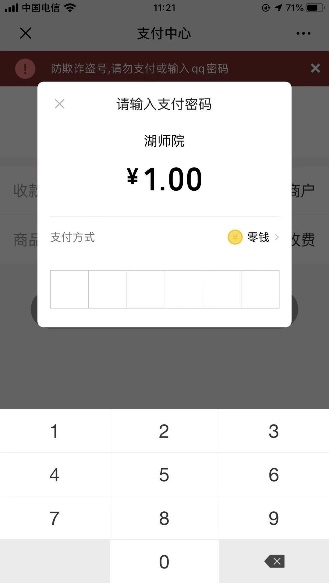 中国电信 11:21 71%
支付中心
防欺诈盗号,请勿支付或输入qq密码
请输入支付密码
湖师院
¥1.00
收款
商户
支付方式 零钱
商品
收费
1 2 3
4 5 6
7 8 9
0